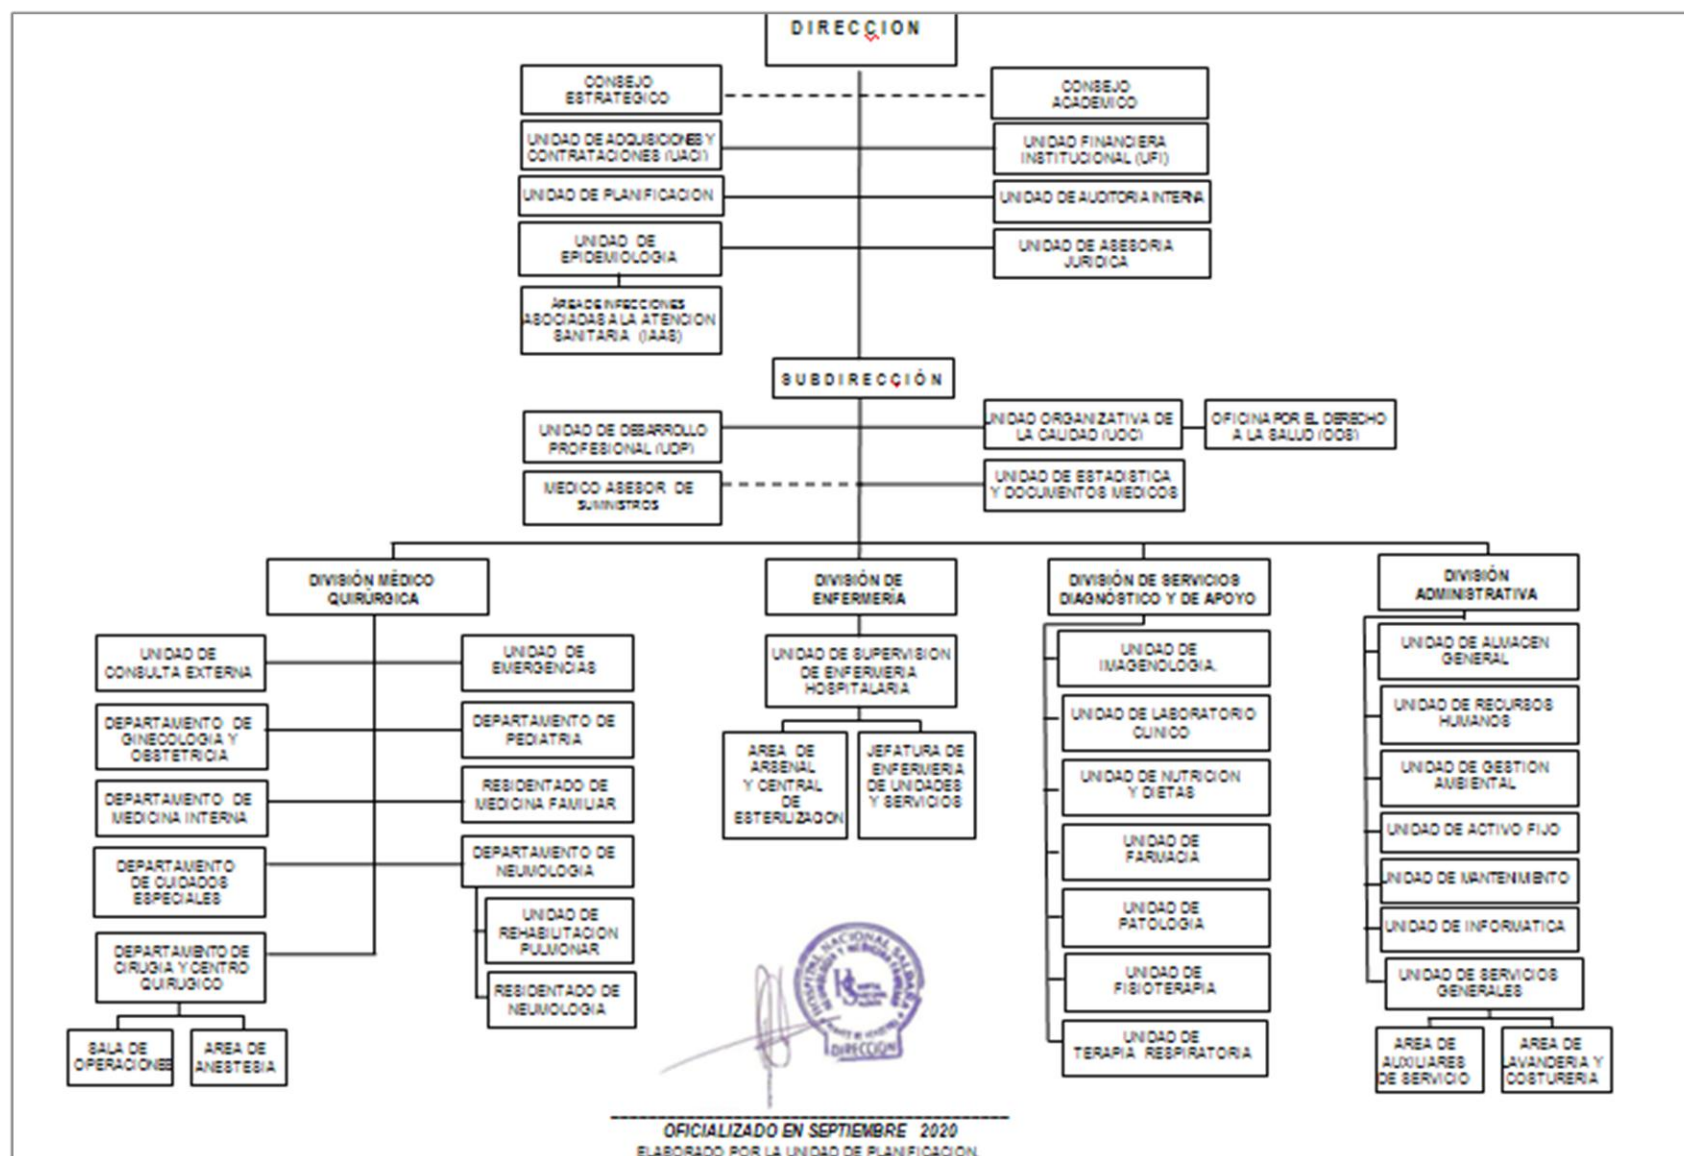 DIRECCION
CONSEJO
ESTRATEGICO
CONSEJO
ACADEMICO
UNIDAD DE ADQUISICIONES Y
CONTRATACIONES (UACI)
UNIDAD FINANCIERA
INSTITUCIONAL (UFI)
UNIDAD DE PLANIFICACION
UNIDAD DE AUDITORIA INTERNA
UNIDAD DE
EPIDEMIOLOGIA
UNIDAD DE ASESORIA
JURIDICA
ÁREA DE INFECCIONES
ASOCIADAS A LA ATENCION
SANITARIA (IAAS)
SUBDIRECCIÓN
UNIDAD DE DESARROLLO
PROFESIONAL (UDP)
UNIDAD ORGANIZATIVA DE
LA CALIDAD (UOC)
OFICINA POR EL DERECHO
A LA SALUD (ODS)
MEDICO ASESOR DE
SUMINISTROS
UNIDAD DE ESTADISTICA
Y DOCUMENTOS MEDICOS
DIVISIÓN MÉDICO
QUIRÚRGICA
DIVISIÓN DE
ENFERMERÍA
DIVISIÓN DE SERVICIOS
DIAGNÓSTICO Y DE APOYO
DIVISIÓN
ADMINISTRATIVA
UNIDAD DE
CONSULTA EXTERNA
UNIDAD DE
EMERGENCIAS
DEPARTAMENTO DE
GINECOLOGIA Y
OBSTETRICIA
DEPARTAMENTO DE
PEDIATRIA
DEPARTAMENTO DE
MEDICINA INTERNA
RESIDENTADO DE
MEDICINA FAMILIAR
DEPARTAMENTO
DE CUIDADOS
ESPECIALES
DEPARTAMENTO DE
NEUMOLOGIA
UNIDAD DE
REHABILITACION
PULMONAR
RESIDENTADO DE
NEUMOLOGIA
DEPARTAMENTO DE
CIRUGIA Y CENTRO
QUIRUGICO
SALA DE
OPERACIONES
AREA DE
ANESTESIA
UNIDAD DE SUPERVISION
DE ENFERMERIA
HOSPITALARIA
AREA DE
ARSENAL
Y CENTRAL
DE
ESTERILIZACION
JEFATURA DE
ENFERMERIA
DE UNIDADES
Y SERVICIOS
UNIDAD DE
IMAGENOLOGIA.
UNIDAD DE LABORATORIO
CLINICO
UNIDAD DE NUTRICION
Y DIETAS
UNIDAD DE
FARMACIA
UNIDAD DE
PATOLOGIA
UNIDAD DE
FISIOTERAPIA
UNIDAD DE
TERAPIA RESPIRATORIA
UNIDAD DE ALMACEN
GENERAL
UNIDAD DE RECURSOS
HUMANOS
UNIDAD DE GESTION
AMBIENTAL
UNIDAD DE ACTIVO FIJO
UNIDAD DE MANTENIMIENTO
UNIDAD DE INFORMATICA
UNIDAD DE SERVICIOS
GENERALES
AREA DE
AUXILIARES
DE SERVICIO
AREA DE
LAVANDERIA Y
COSTURERIA
HOSPITAL NACIONAL SALDAÑA
NEUMOLOGIA Y MEDICINA FAMILIAR
DIRECCION
OFICIALIZADO EN SEPTIEMBRE 2020
ELABORADO POR LA UNIDAD DE PLANIFICACION.